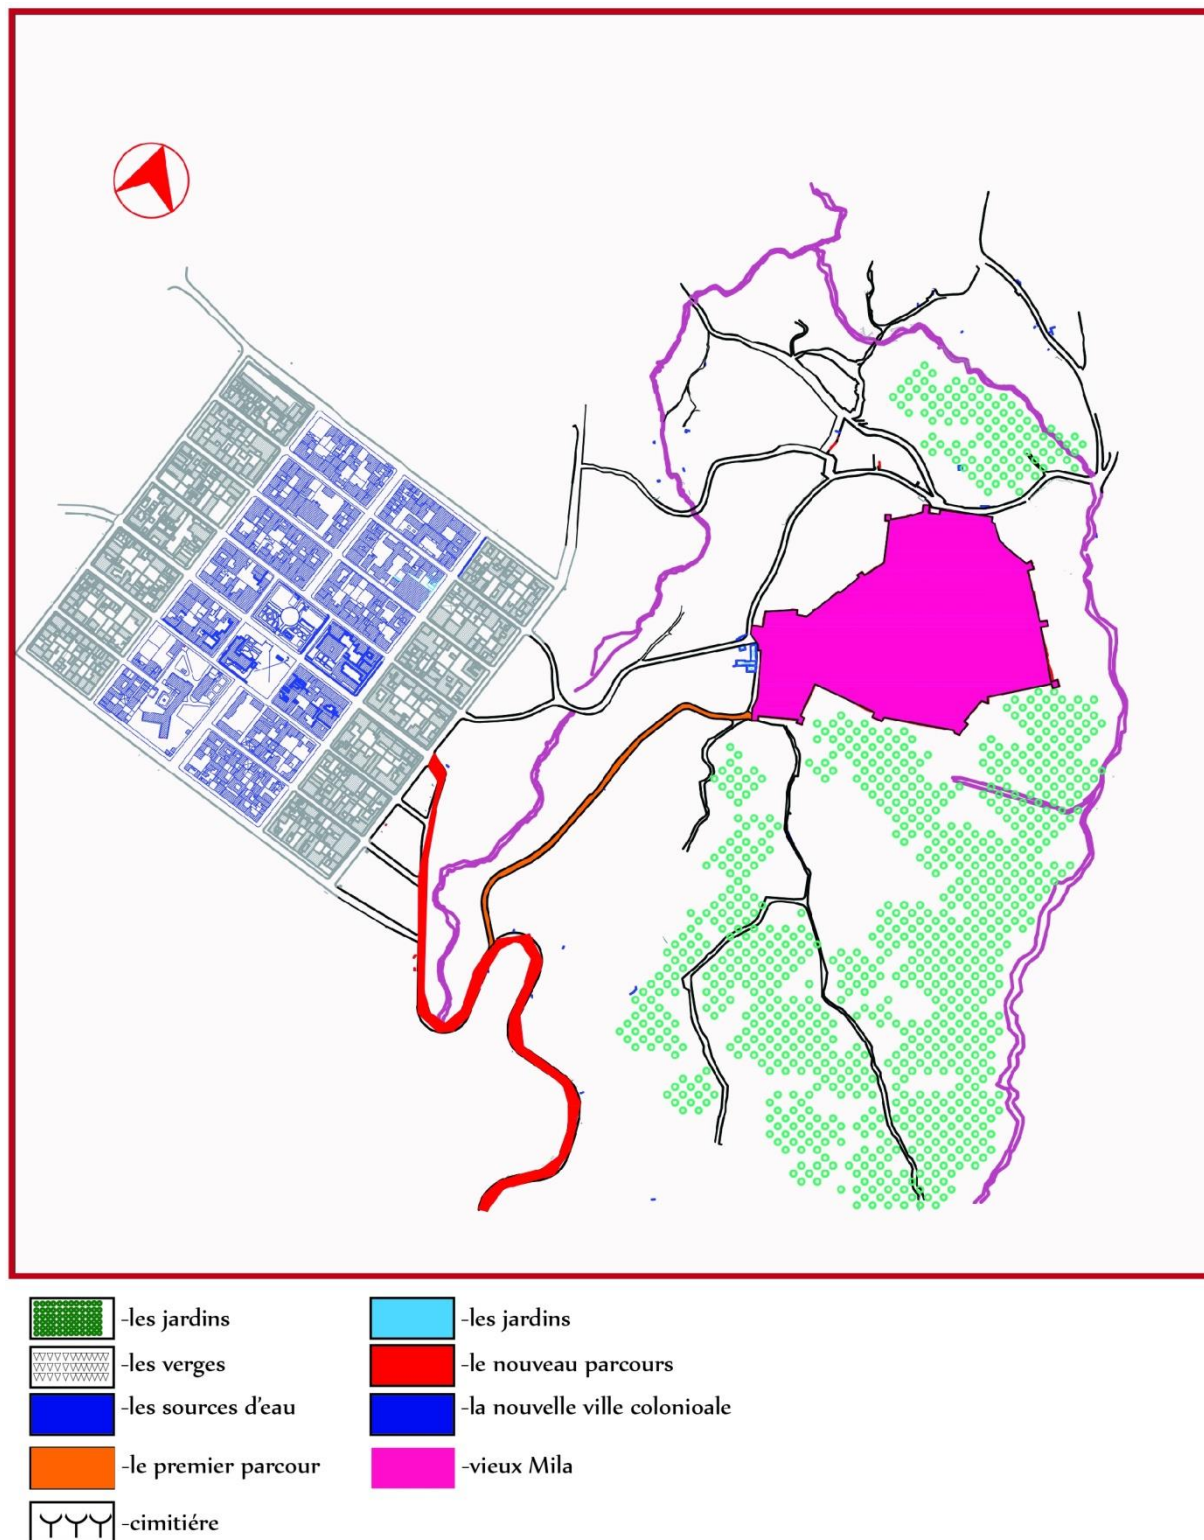 -les jardins
-les verges
-les sources d'eau
-le premier parcour
-cimitiére
-les jardins
-le nouveau parcours
-la nouvelle ville colonioale
-vieux Mila